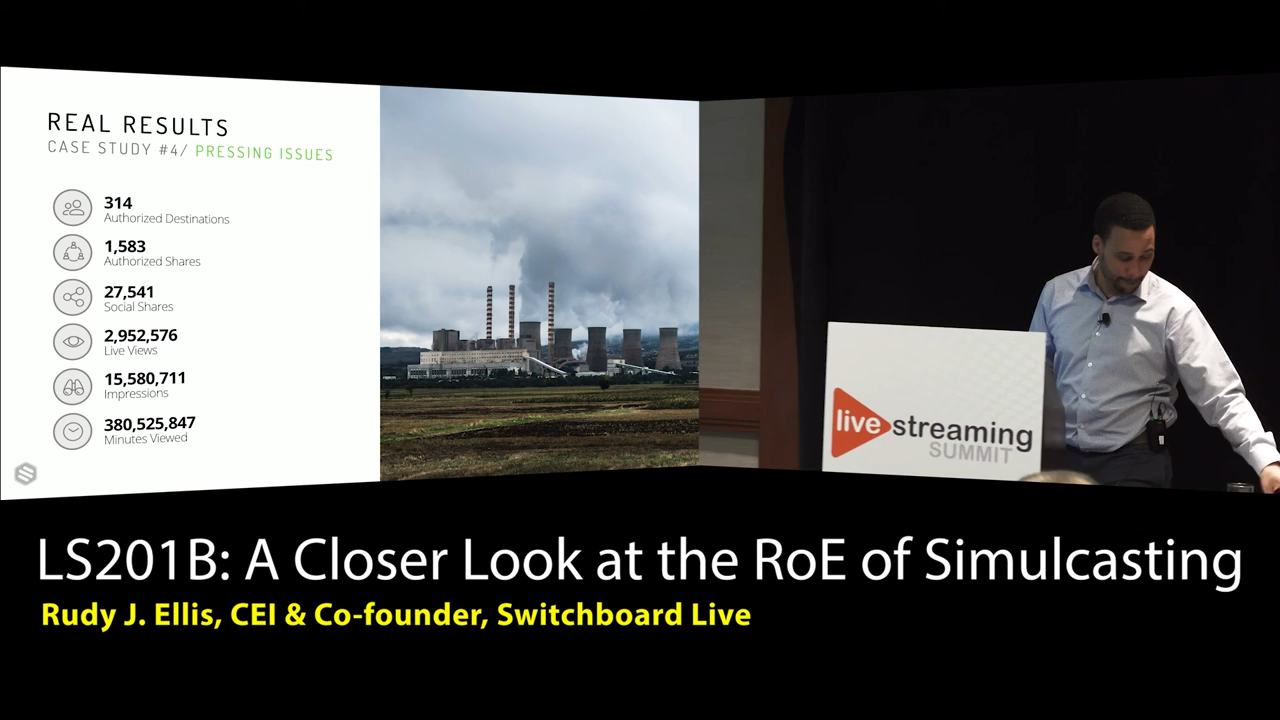 REAL RESULTS
CASE STUDY #4/ PRESSING ISSUES
314
Authorized Destinations
1,583
Authorized Shares
27,541
Social Shares
2,952,576
Live Views
15,580,711
Impressions
380,525,847
Minutes Viewed
live streaming
SUMMIT
LS201B: A Closer Look at the RoE of Simulcasting
Rudy J. Ellis, CEI & Co-founder, Switchboard Live